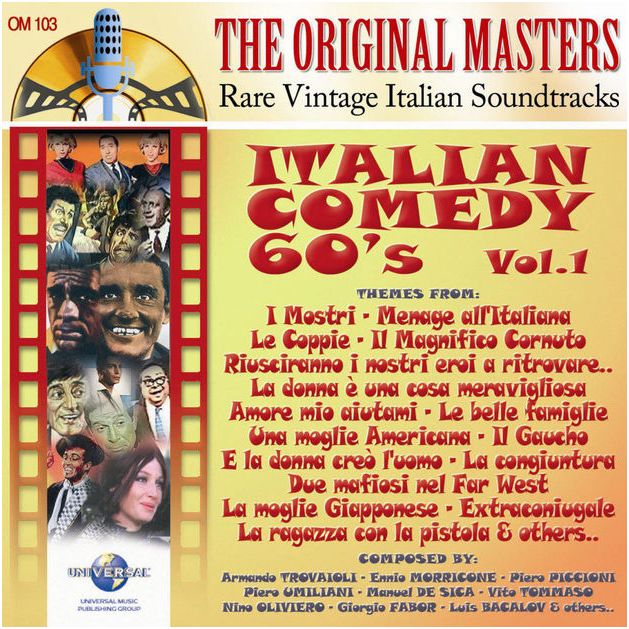 OM 103
THE ORIGINAL MASTERS
Rare Vintage Italian Soundtracks
ITALIAN
COMEDY
60's Vol.1
THEMES FROM:
I Mostri - Menage all'Italiana
Le Coppie - Il Magnifico Cornuto
Riusciranno i nostri eroi a ritrovare..
La donna è una cosa meravigliosa
Amore mio aiutami - Le belle famiglie
Una moglie Americana - Il Gaucho
E la donna creò l'uomo - La congiuntura
Due mafiosi nel Far West
La moglie Giapponese - Extraconiugale
La ragazza con la pistola & others..
COMPOSED BY:
Armando TROVAIOLI - Ennio MORRICONE - Piero PICCIONI
Piero UMILIANI - Manuel DE SICA - Vito TOMMASO
Nino OLIVIERO - Giorgio FABOR - Luis BACALOV & others..
UNIVERSAL
UNIVERSAL MUSIC
PUBLISHING GROUP